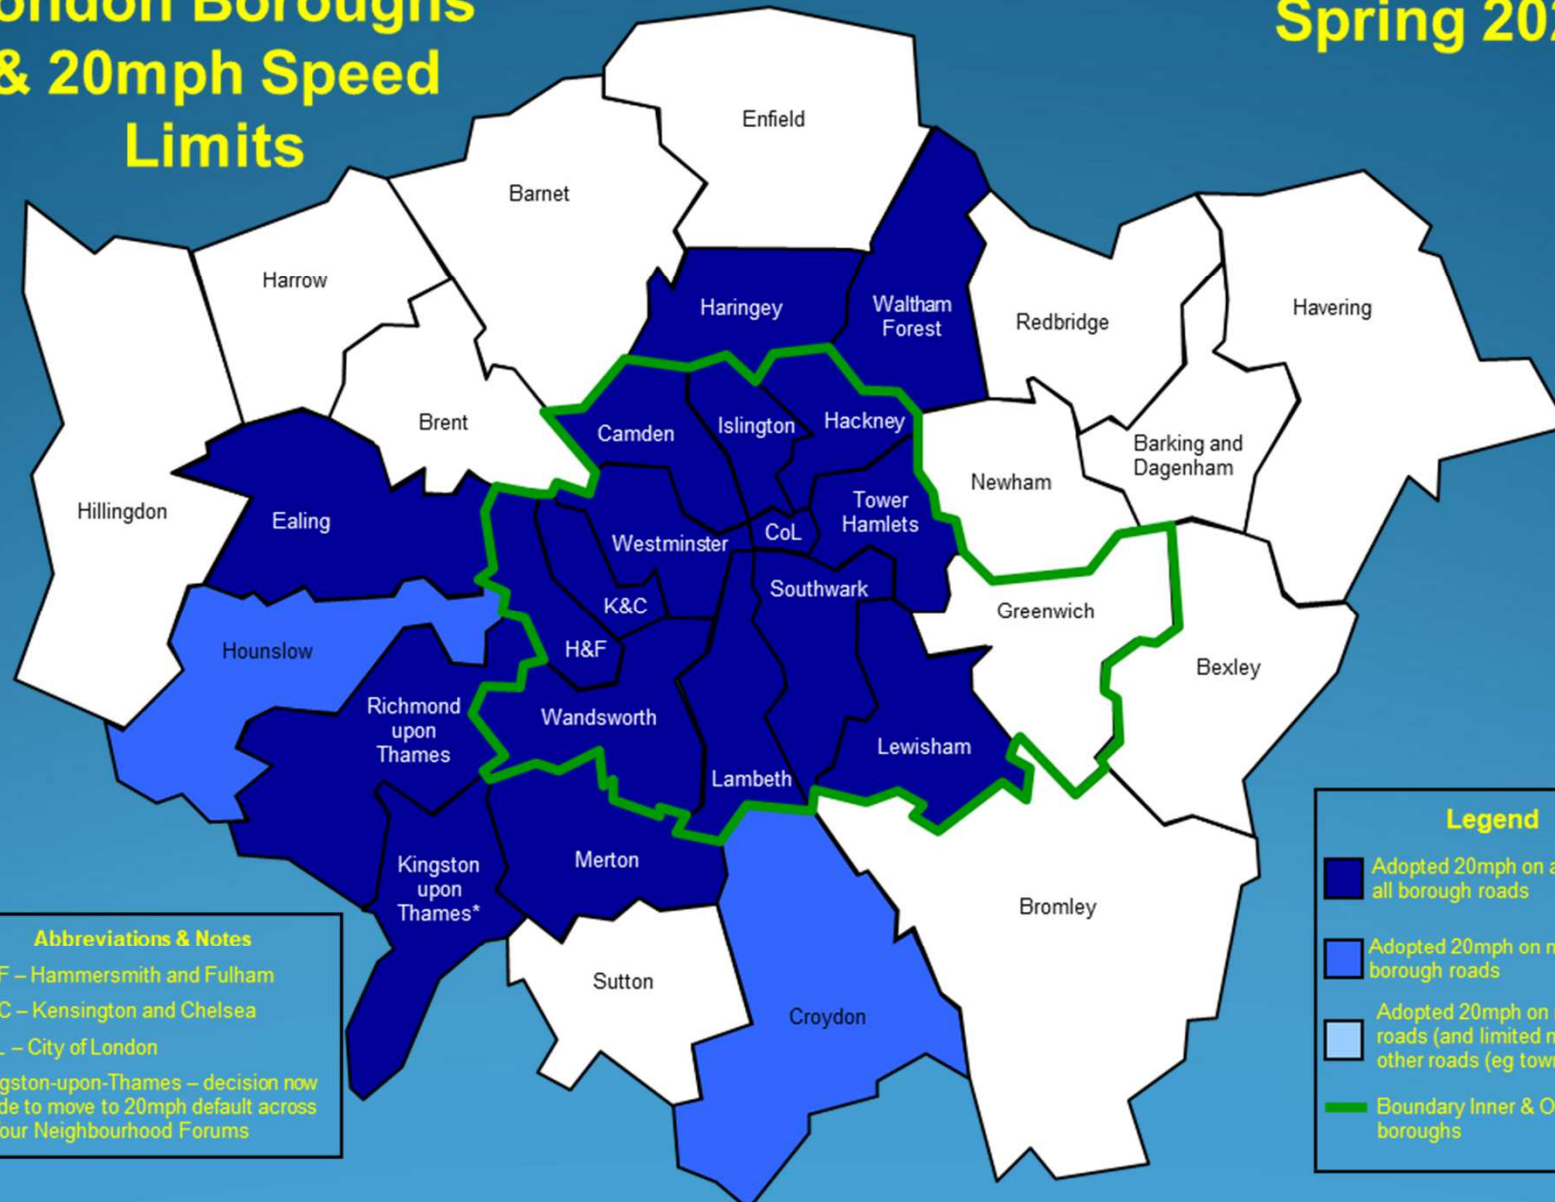 ondon Boroughs
& 20mph Speed
Limits
Spring 202
Enfield
Barnet
Harrow
Haringey
Waltham
Forest
Redbridge
Havering
Brent
Camden
Islington
Hackney
Barking and
Dagenham
Newham
Hillingdon
Ealing
Tower
Hamlets
Westminster
CoL
Southwark
K&C
Greenwich
Hounslow
H&F
Bexley
Richmond
upon
Thames
Wandsworth
Lewisham
Lambeth
Kingston
upon
Thames*
Merton
Bromley
Sutton
Croydon
Abbreviations & Notes
F – Hammersmith and Fulham
C – Kensington and Chelsea
L – City of London
gston-upon-Thames – decision now
de to move to 20mph default across
our Neighbourhood Forums
Legend
Adopted 20mph on a
all borough roads
Adopted 20mph on
borough roads
Adopted 20mph on
roads (and limited
other roads (eg tow
Boundary Inner & O
boroughs